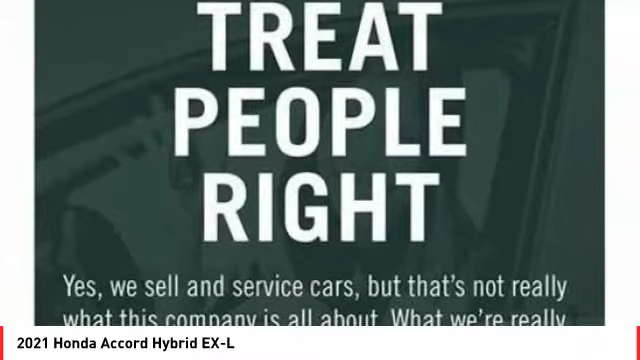 TREAT
PEOPLE
RIGHT
Yes, we sell and service cars, but that's not really
what this company is all about. What we're really
2021 Honda Accord Hybrid EX-L